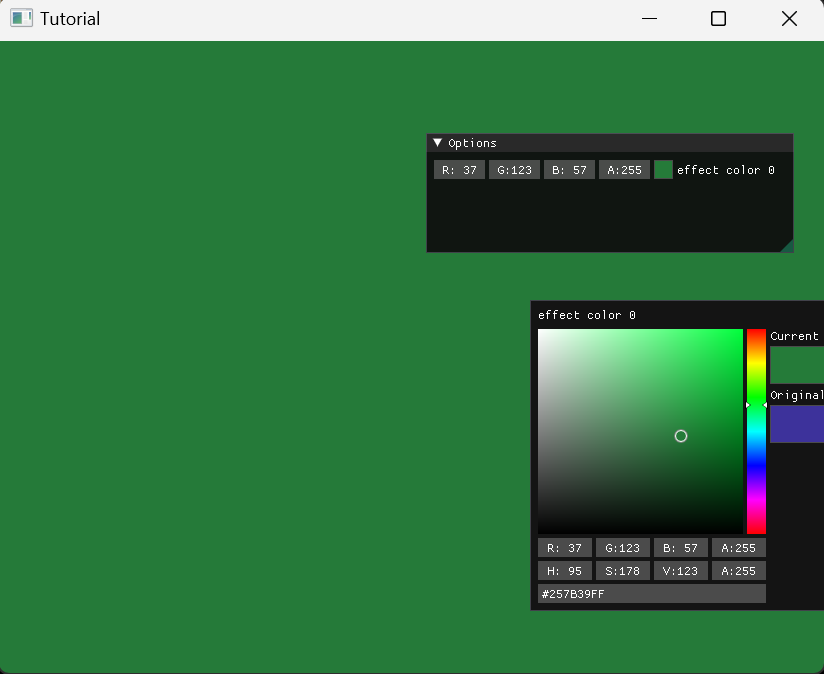 Tutorial
Options
R: 37 G:123 B: 57 A:255 effect color 0
effect color 0
Current
Original
R: 37 G:123 B: 57 A:255
H: 95 S:178 V:123 A:255
#257B39FF